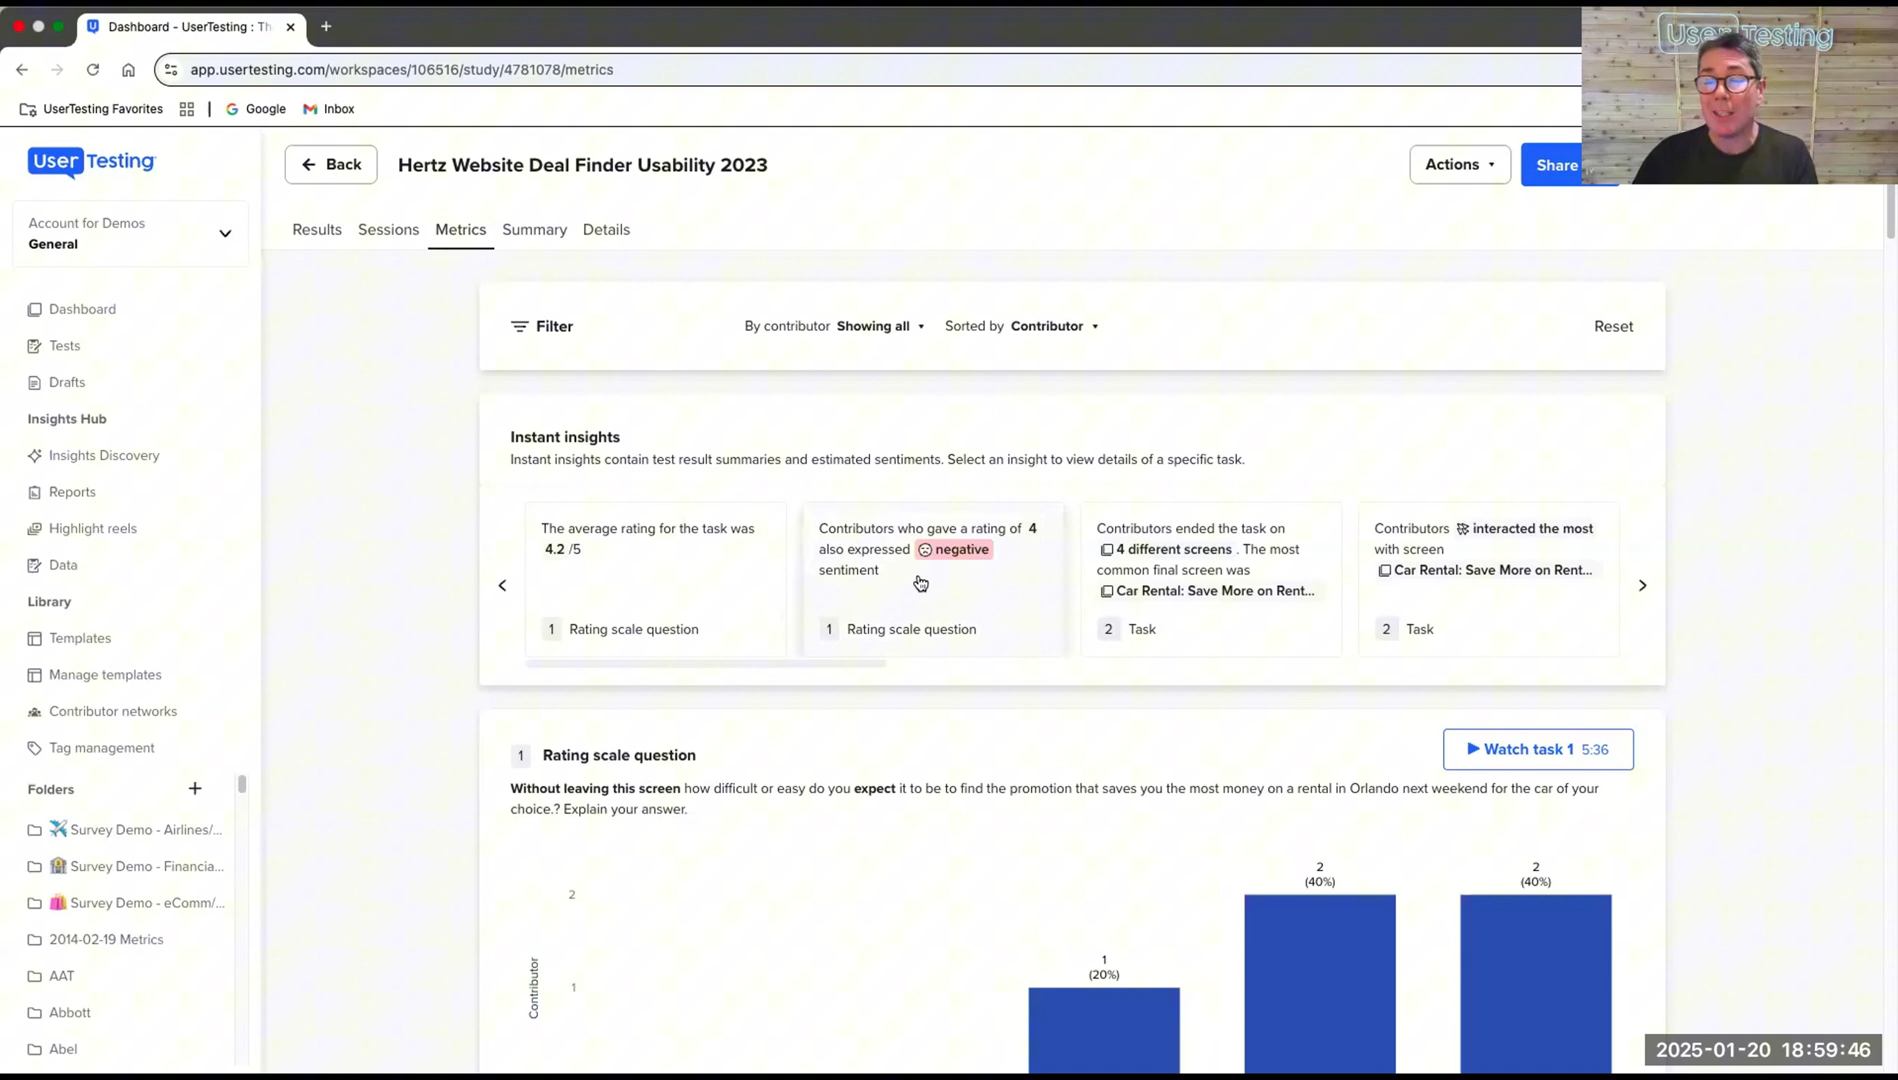 Dashboard - UserTesting : Th
app.usertesting.com/workspaces/106516/study/4781078/metrics
UserTesting Favorites
Google
Inbox
UserTesting
UserTesting
Back
Hertz Website Deal Finder Usability 2023
Actions
Share
Account for Demos
General
Results
Sessions
Metrics
Summary
Details
Dashboard
Tests
Drafts
Insights Hub
Insights Discovery
Reports
Highlight reels
Data
Library
Templates
Manage templates
Contributor networks
Tag management
Folders
Survey Demo - Airlines/...
Survey Demo - Financia...
Survey Demo - eComm/...
2014-02-19 Metrics
AAT
Abbott
Abel
Filter
By contributor Showing all
Sorted by Contributor
Reset
Instant insights
Instant insights contain test result summaries and estimated sentiments. Select an insight to view details of a specific task.
The average rating for the task was
4.2 /5
1 Rating scale question
Contributors who gave a rating of 4
also expressed negative
sentiment
1 Rating scale question
Contributors ended the task on
4 different screens . The most
common final screen was
Car Rental: Save More on Rent...
2 Task
Contributors interacted the most
with screen
Car Rental: Save More on Rent...
2 Task
1 Rating scale question
Watch task 1 5:36
Without leaving this screen how difficult or easy do you expect it to be to find the promotion that saves you the most money on a rental in Orlando next weekend for the car of your
choice.? Explain your answer.
Contributor
2
1
1
(20%)
2
(40%)
2
(40%)
2025-01-20 18:59:46